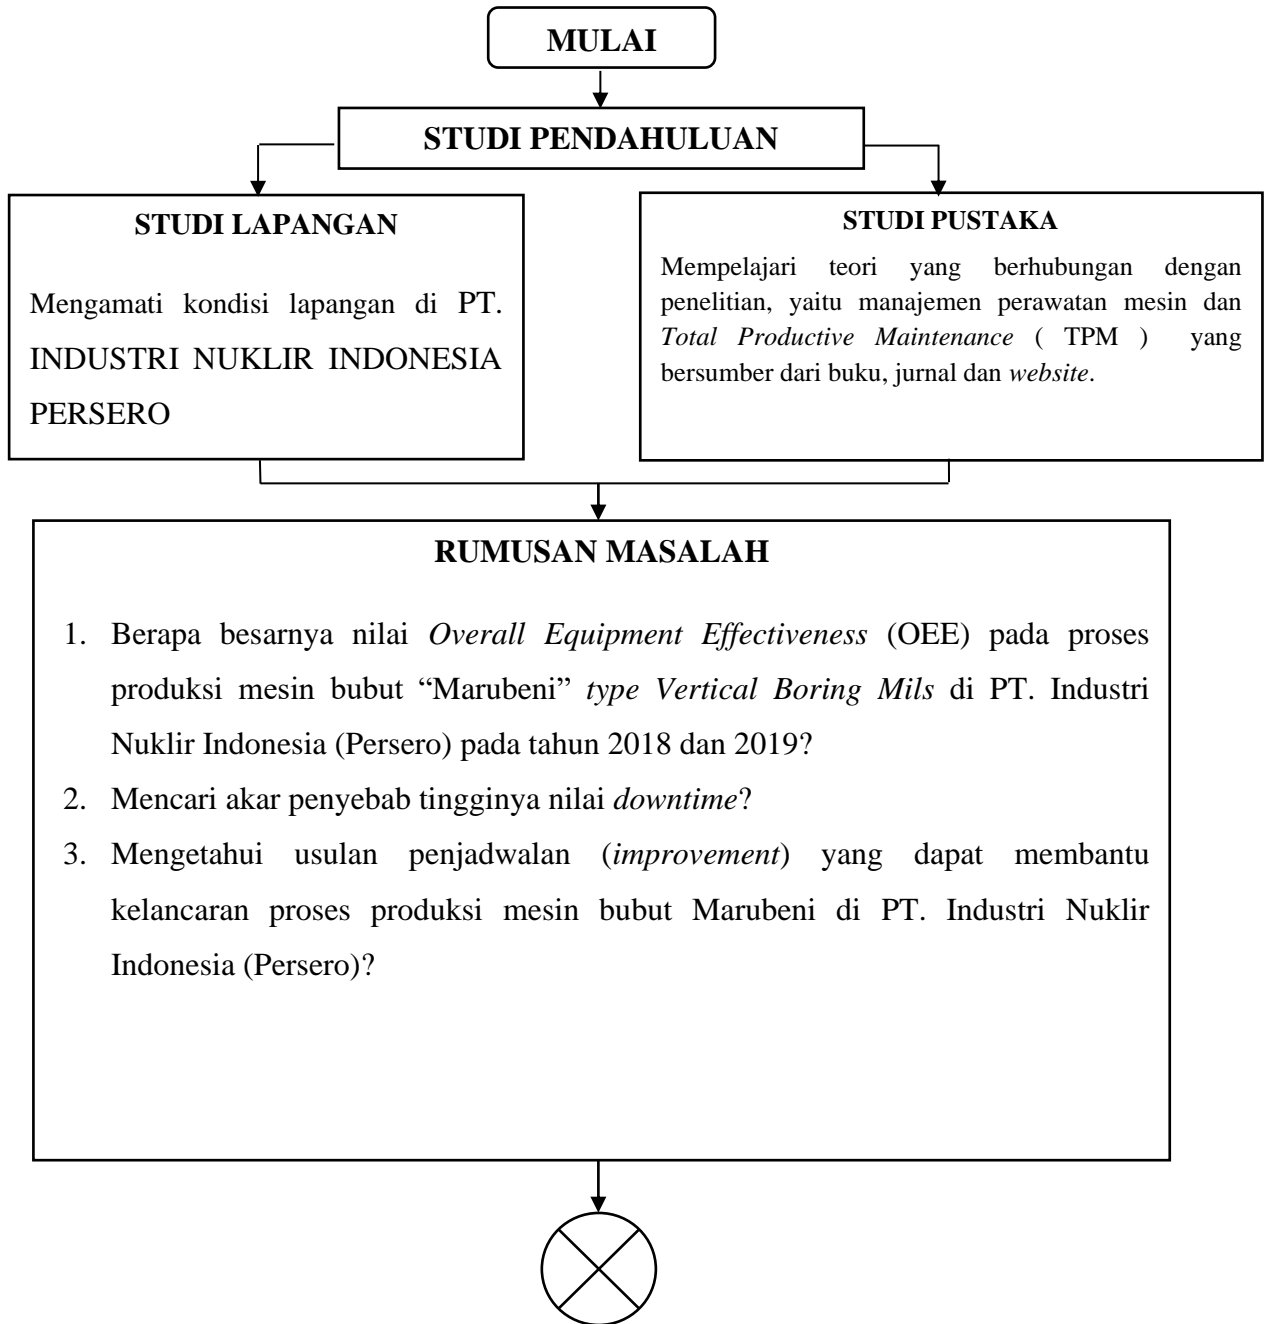 MULAI
STUDI PENDAHULUAN
STUDI LAPANGAN
Mengamati kondisi lapangan di PT.
INDUSTRI NUKLIR INDONESIA
PERSERO
STUDI PUSTAKA
Mempelajari teori yang berhubungan dengan
penelitian, yaitu manajemen perawatan mesin dan
Total Productive Maintenance ( TPM ) yang
bersumber dari buku, jurnal dan website.
RUMUSAN MASALAH
1. Berapa besarnya nilai Overall Equipment Effectiveness (OEE) pada proses
produksi mesin bubut “Marubeni” type Vertical Boring Mils di PT. Industri
Nuklir Indonesia (Persero) pada tahun 2018 dan 2019?
2. Mencari akar penyebab tingginya nilai downtime?
3. Mengetahui usulan penjadwalan (improvement) yang dapat membantu
kelancaran proses produksi mesin bubut Marubeni di PT. Industri Nuklir
Indonesia (Persero)?